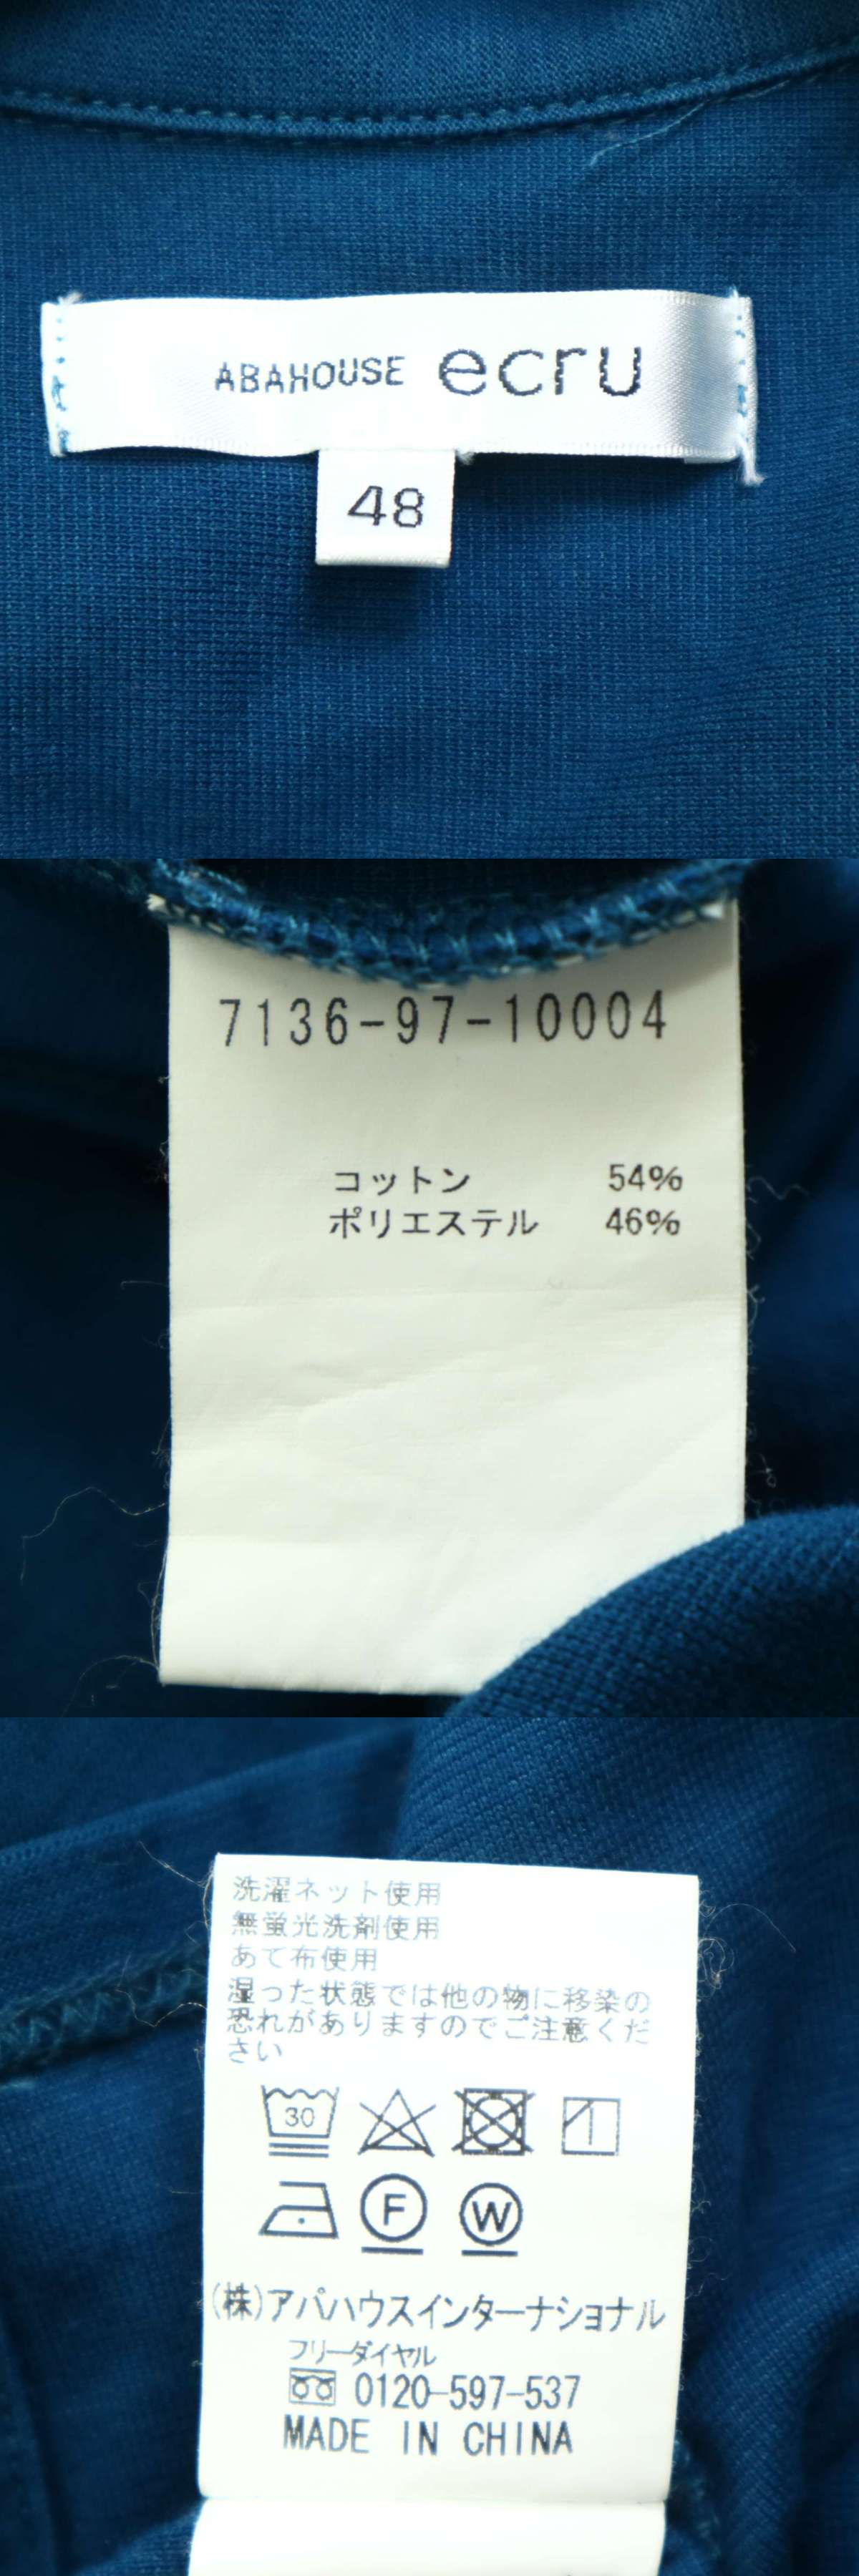 ABAHOUSE ecru
48
7136-97-10004
コットン 54%
ポリエステル 46%
洗濯ネット使用
無蛍光洗剤使用
あて布使用
湿った状態では他の物に移染の
恐れがありますのでご注意くだ
さい
30
F W
(株)アバハウスインターナショナル
フリーダイヤル
0120-597-537
MADE IN CHINA